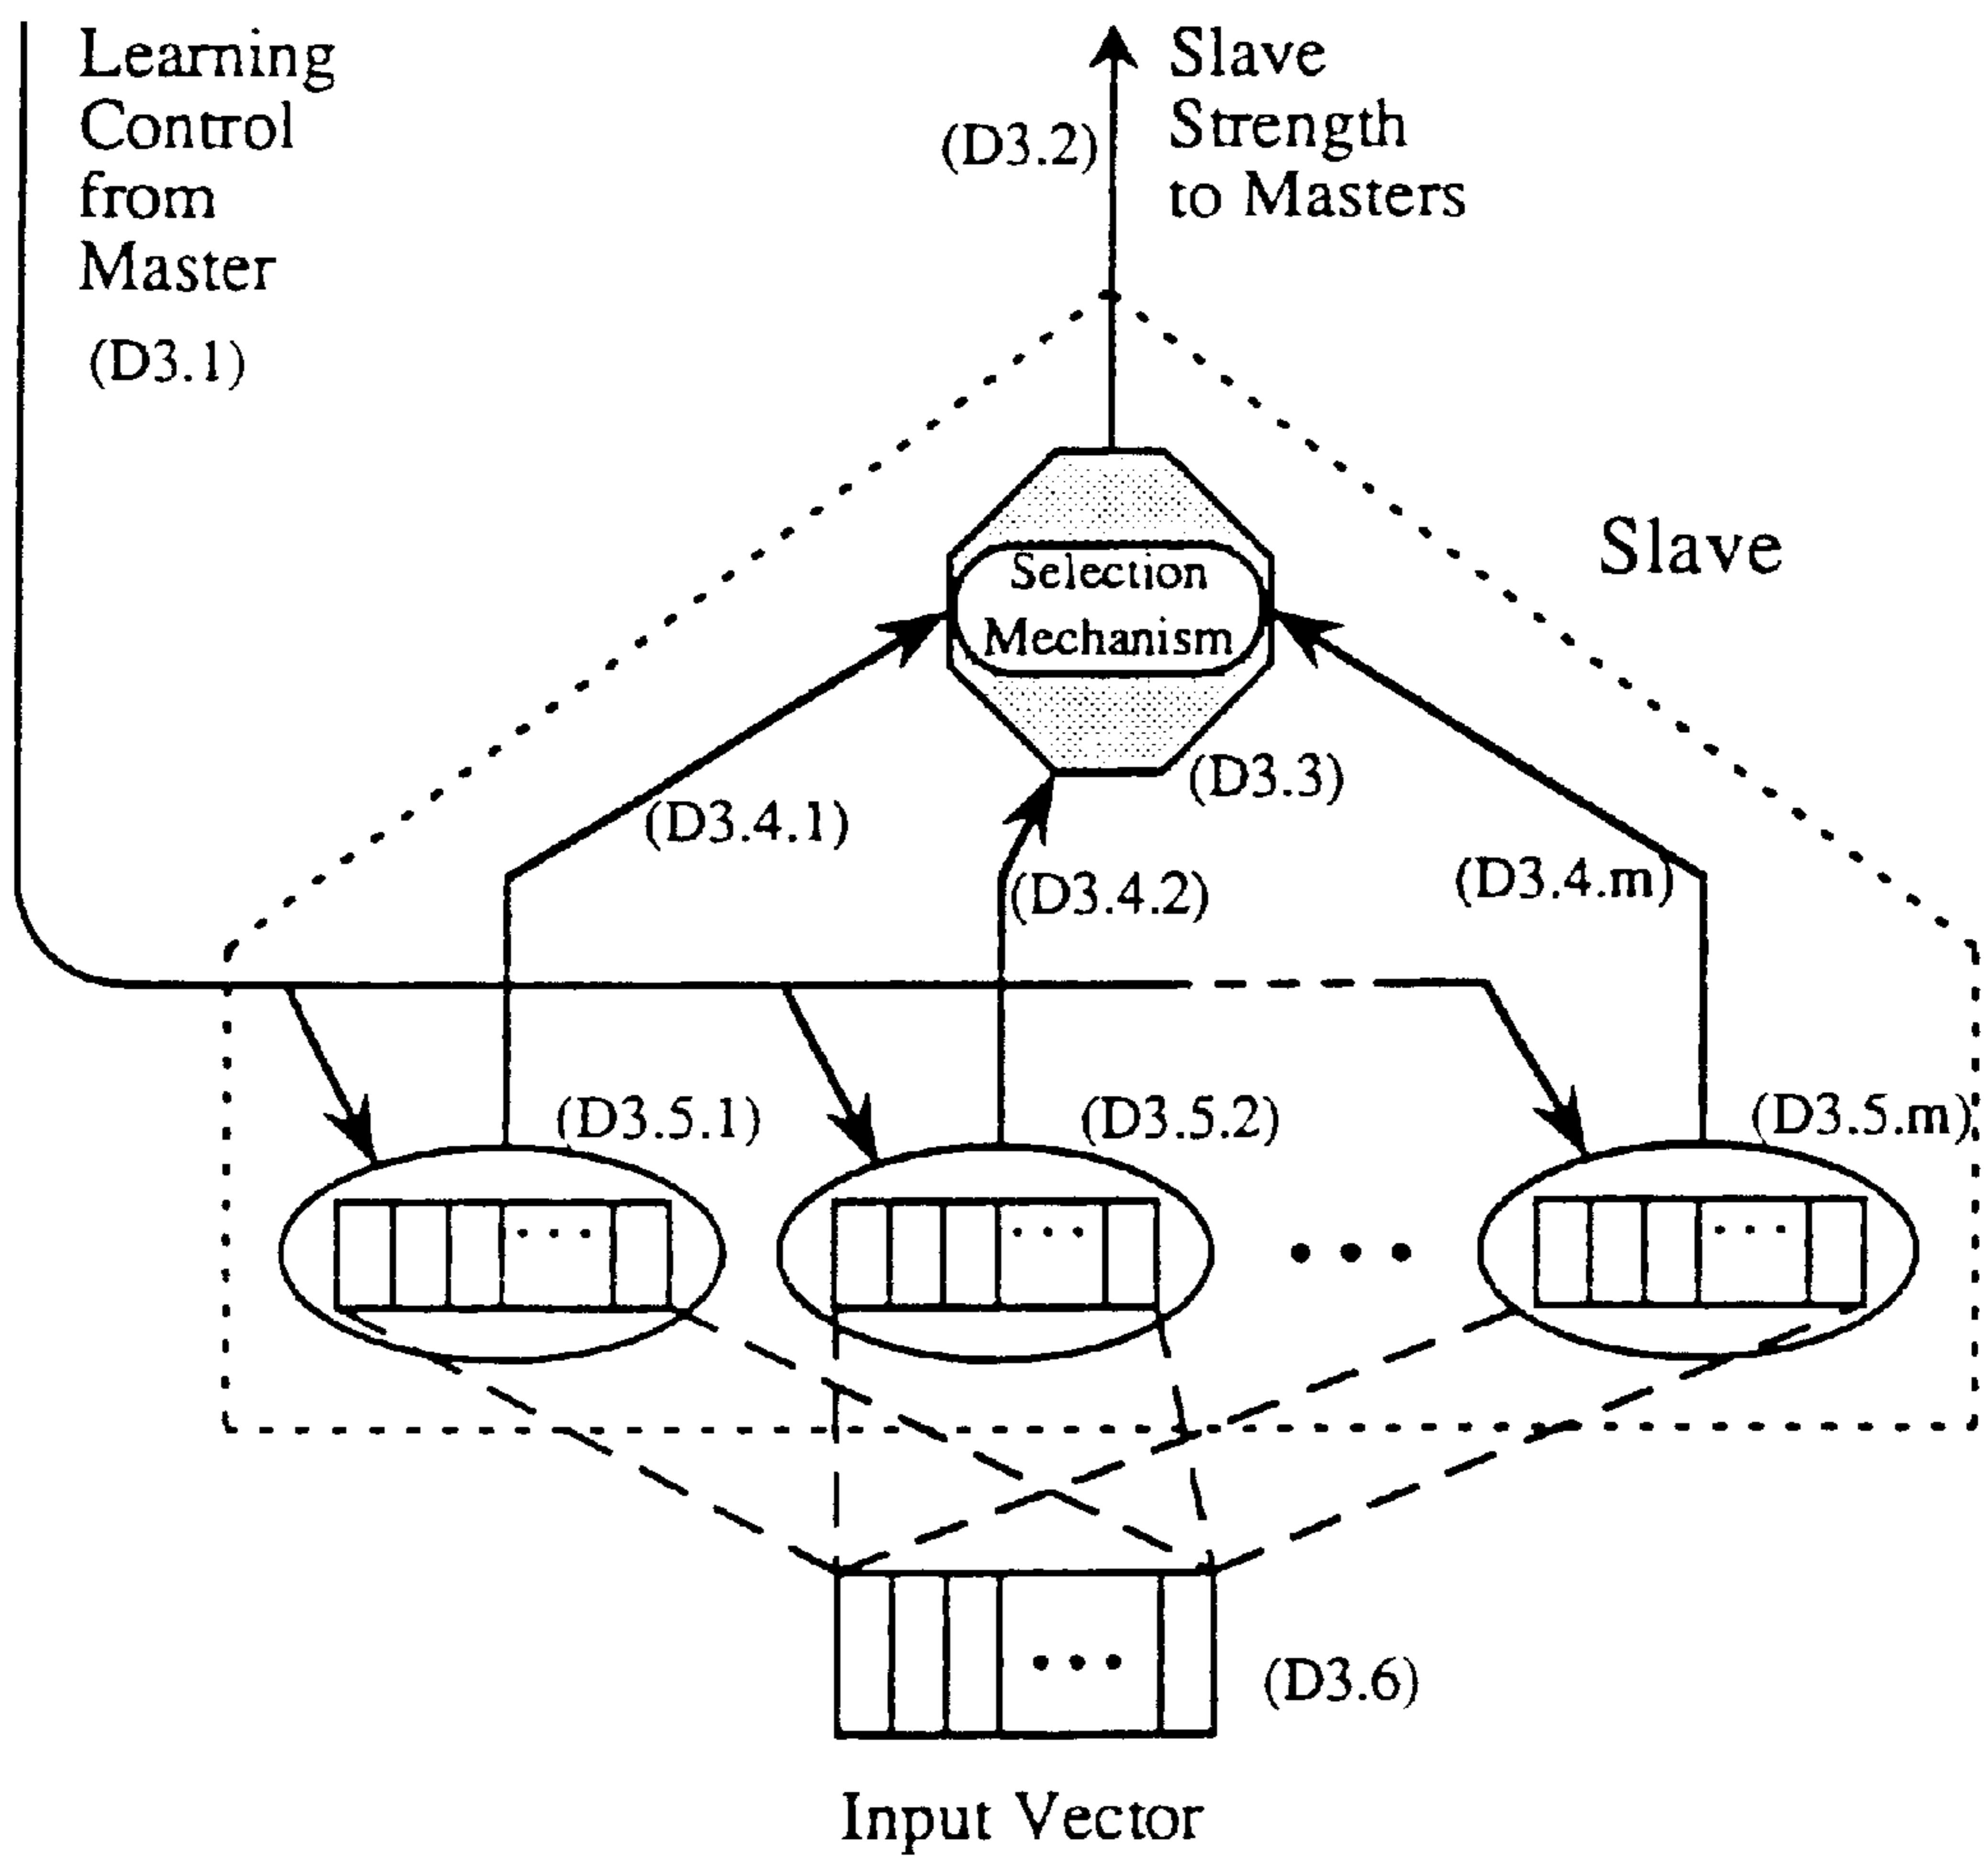 Learning
Control
from
Master
(D3.1)
(D3.2)
Slave
Strength
to Masters
Slave
Selection
Mechanism
(D3.3)
(D3.4.1)
(D3.4.2)
(D3.4.m)
(D3.5.1)
(D3.5.2)
(D3.5.m)
(D3.6)
Input Vector